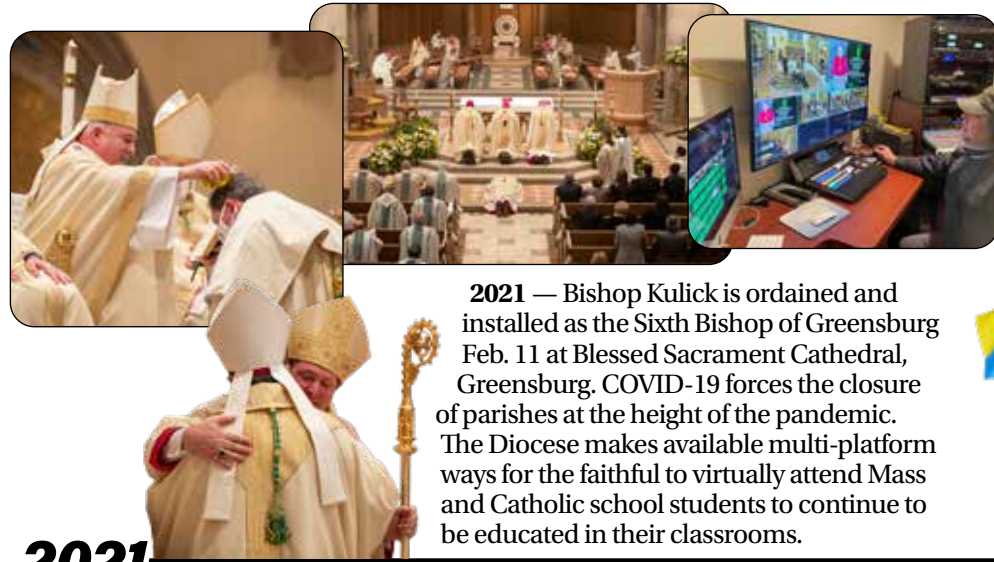 2021 — Bishop Kulick is ordained and
installed as the Sixth Bishop of Greensburg
Feb. 11 at Blessed Sacrament Cathedral,
Greensburg. COVID-19 forces the closure
of parishes at the height of the pandemic.
The Diocese makes available multi-platform
ways for the faithful to virtually attend Mass
and Catholic school students to continue to
be educated in their classrooms.
2021